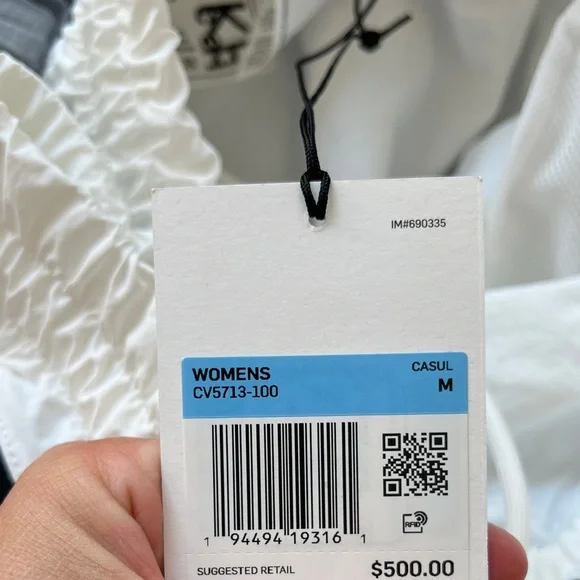 IM#690335
WOMENS CASUL
CV5713-100 M
1 94494 19316 1
RFID
SUGGESTED RETAIL $500.00